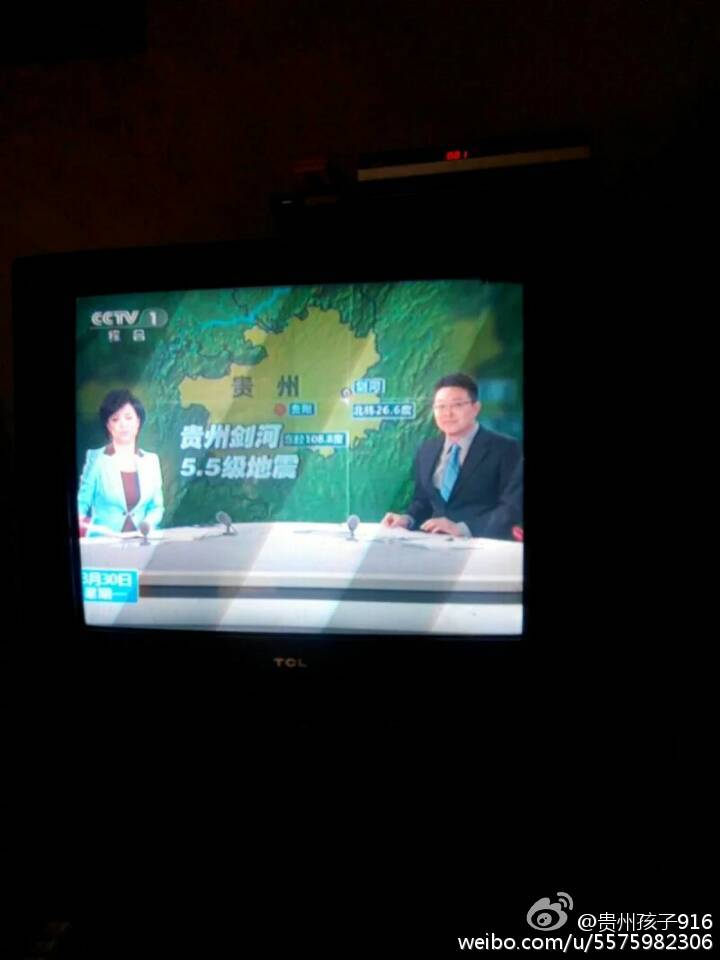 001
CCTV 1
综合
贵州
剑河
贵阳
北纬26.6度
贵州剑河
东经108.8度
5.5级地震
3月30日
星期一
TCL
@贵州孩子916
weibo.com/u/5575982306